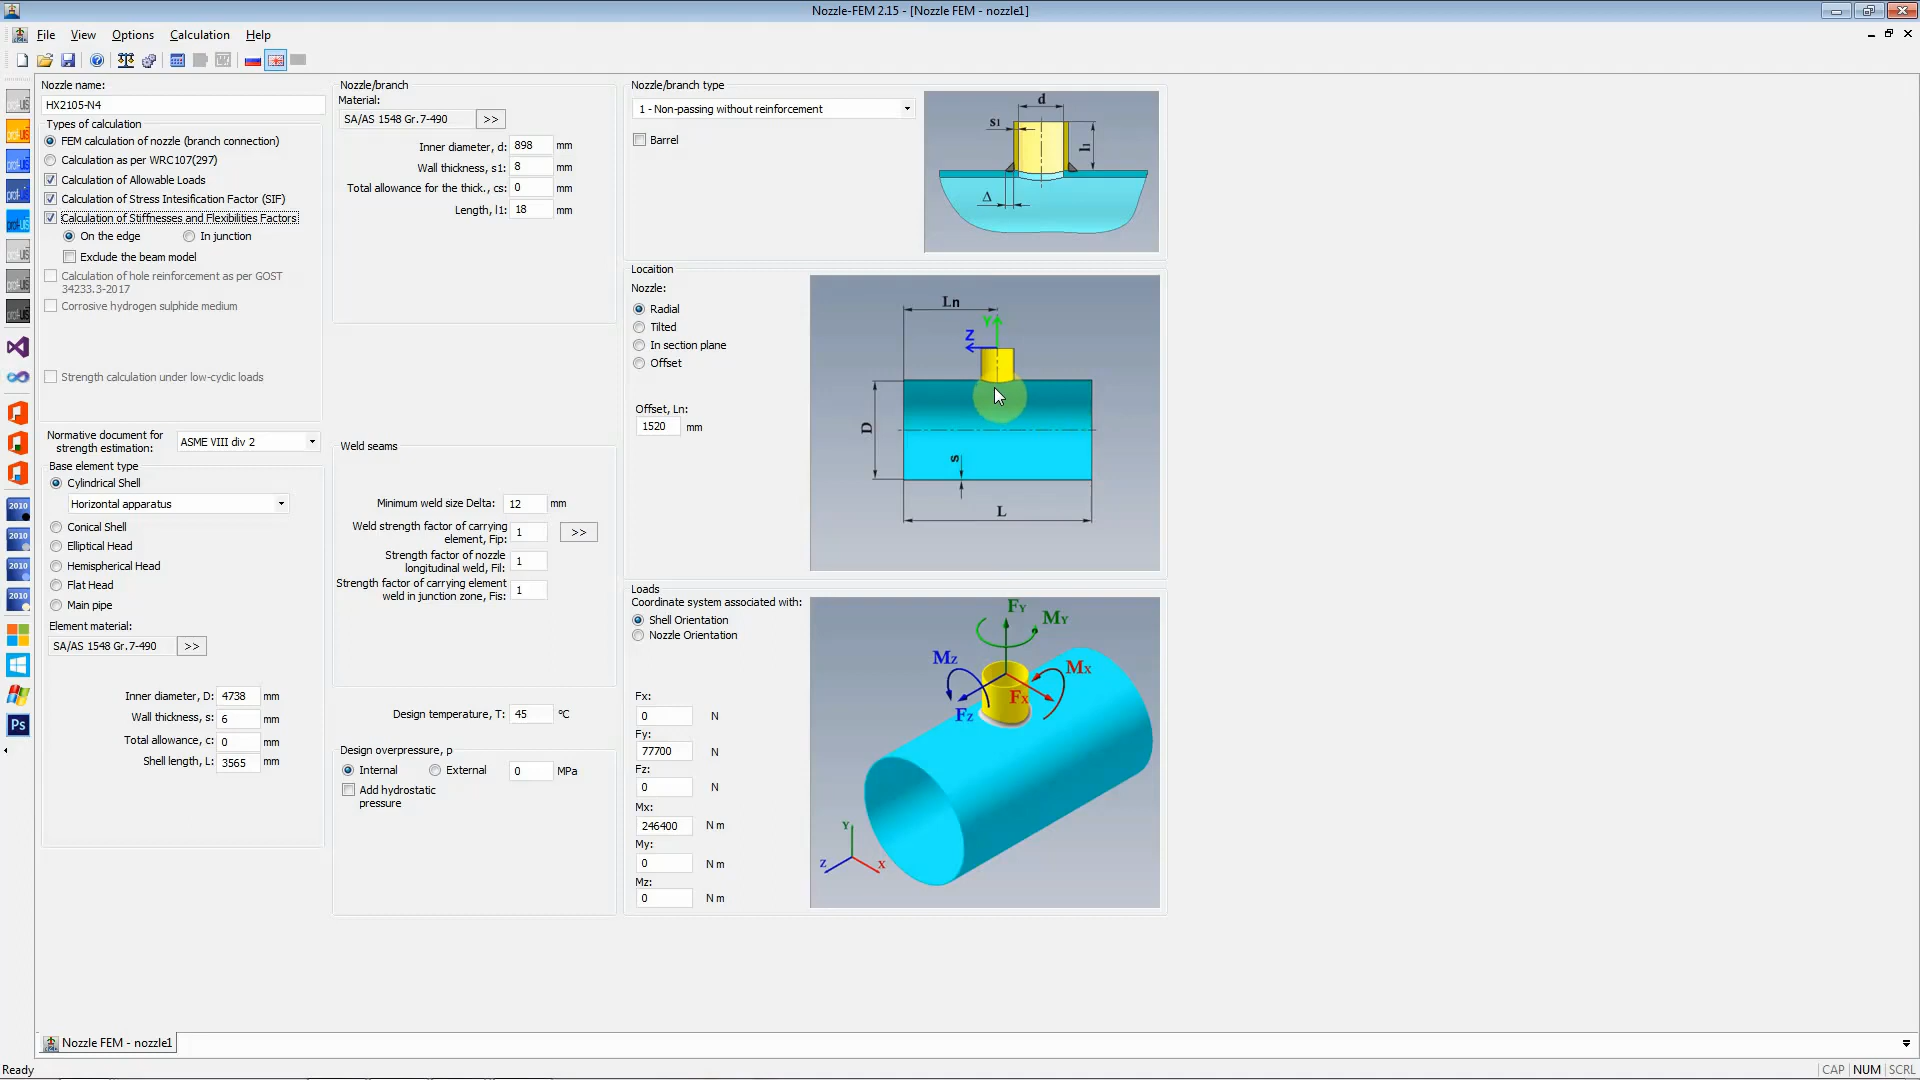 Nozzle-FEM 2.15 - [Nozzle FEM - nozzle1]
File View Options Calculation Help
Nozzle name:
HX2105-N4
Types of calculation
FEM calculation of nozzle (branch connection)
Calculation as per WRC107(297)
Calculation of Allowable Loads
Calculation of Stress Intesification Factor (SIF)
Calculation of Stiffnesses and Flexibilities Factors
On the edge In junction
Exclude the beam model
Calculation of hole reinforcement as per GOST
34233.3-2017
Corrosive hydrogen sulphide medium
Strength calculation under low-cyclic loads
Normative document for
strength estimation:
ASME VIII div 2
Base element type
Cylindrical Shell
Horizontal apparatus
Conical Shell
Elliptical Head
Hemispherical Head
Flat Head
Main pipe
Element material:
SA/AS 1548 Gr.7-490 >>
Inner diameter, D: 4738 mm
Wall thickness, s: 6 mm
Total allowance, c: 0 mm
Shell length, L: 3565 mm
Nozzle/branch
Material:
SA/AS 1548 Gr.7-490 >>
Inner diameter, d: 898 mm
Wall thickness, s1: 8 mm
Total allowance for the thick., cs: 0 mm
Length, l1: 18 mm
Weld seams
Minimum weld size Delta: 12 mm
Weld strength factor of carrying
element, Fip: 1 >>
Strength factor of nozzle
longitudinal weld, Fil: 1
Strength factor of carrying element
weld in junction zone, Fis: 1
Design temperature, T: 45 ºC
Design overpressure, p
Internal External 0 MPa
Add hydrostatic
pressure
Nozzle/branch type
1 - Non-passing without reinforcement
Barrel
d
s1
l1
Δ
Locaition
Nozzle:
Radial
Tilted
In section plane
Offset
Offset, Ln:
1520 mm
Ln
Y
Z
D
s
L
Loads
Coordinate system associated with:
Shell Orientation
Nozzle Orientation
Fx:
0 N
Fy:
77700 N
Fz:
0 N
Mx:
246400 N m
My:
0 N m
Mz:
0 N m
FY
MY
MZ
MX
FX
FZ
Y
Z X
2010
2010
2010
2010
Ps
Nozzle FEM - nozzle1
Ready
CAP NUM SCRL